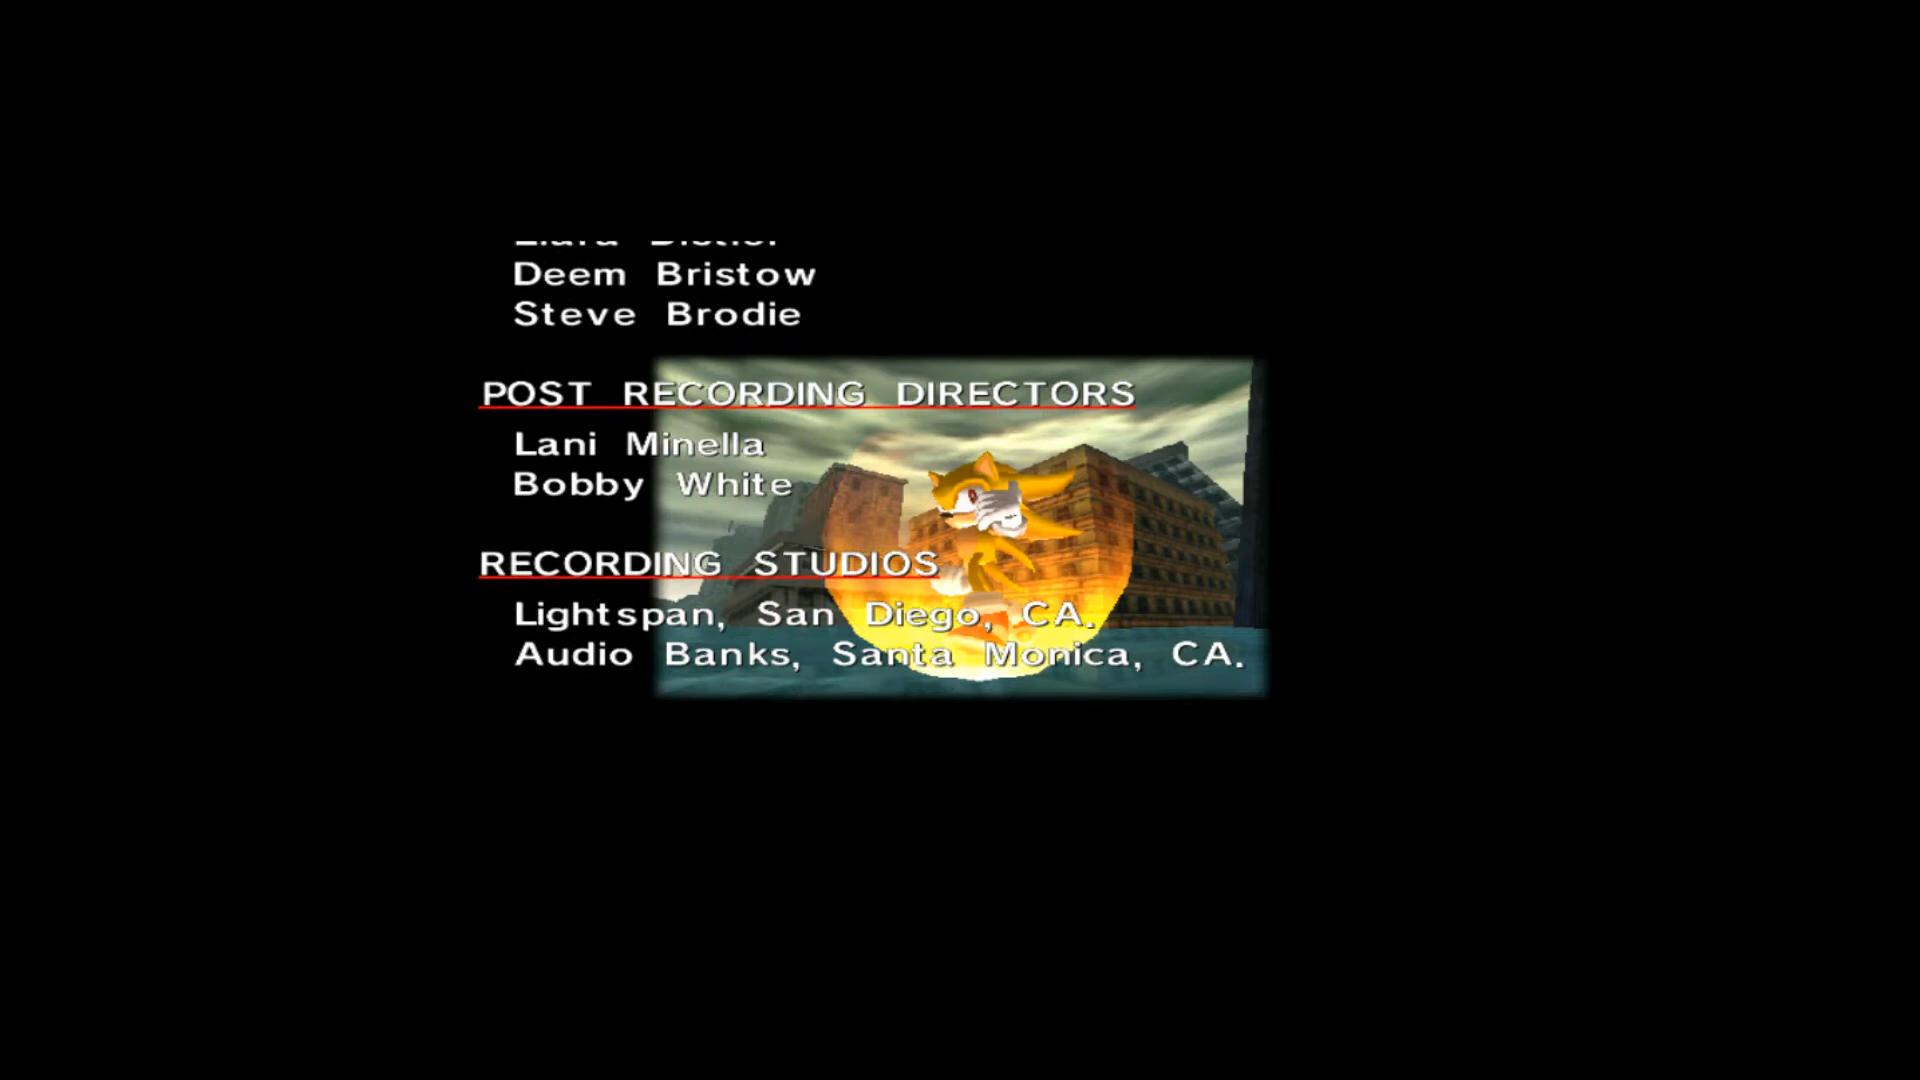 Deem Bristow
Steve Brodie
POST RECORDING DIRECTORS
Lani Minella
Bobby White
RECORDING STUDIOS
Lightspan, San Diego, CA.
Audio Banks, Santa Monica, CA.